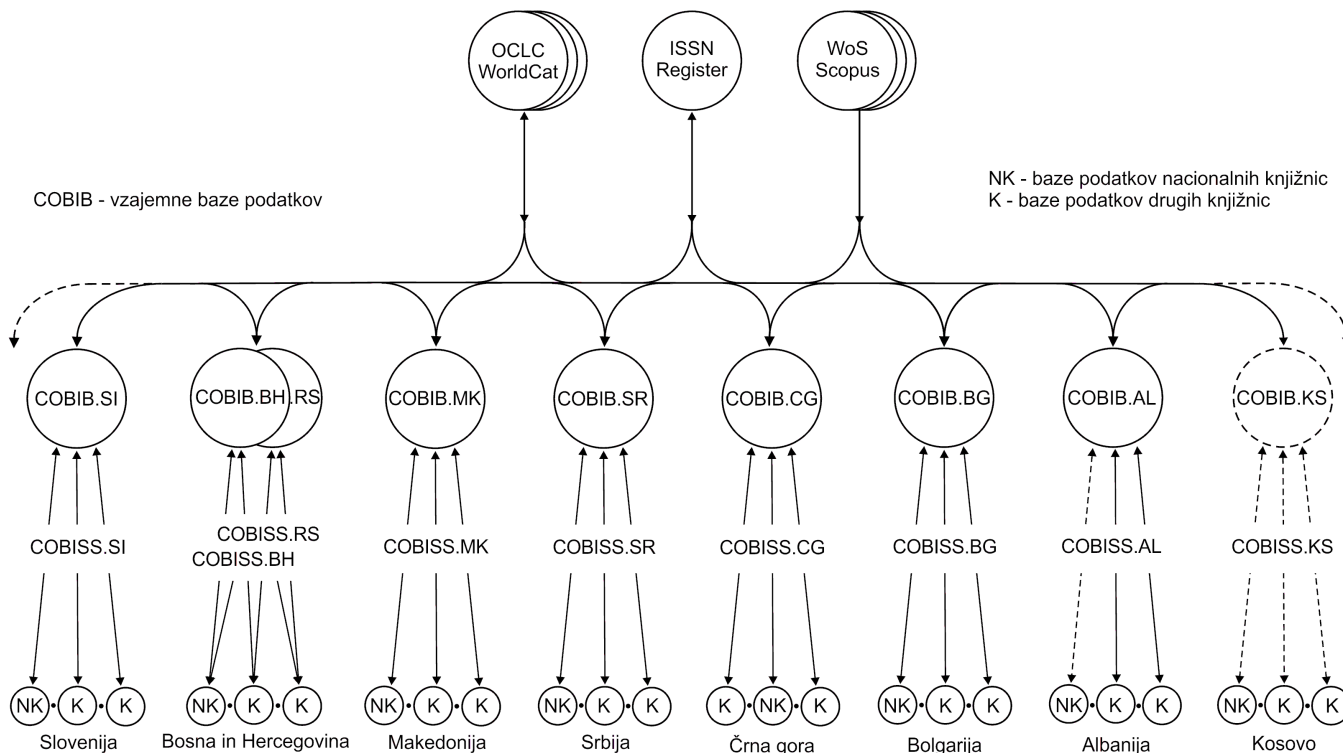 OCLC
WorldCat
ISSN
Register
WoS
Scopus
COBIB - vzajemne baze podatkov
NK - baze podatkov nacionalnih knjižnic
K - baze podatkov drugih knjižnic
COBIB.SI
COBIB.BH.RS
COBIB.MK
COBIB.SR
COBIB.CG
COBIB.BG
COBIB.AL
COBIB.KS
COBISS.SI
COBISS.RS
COBISS.BH
COBISS.MK
COBISS.SR
COBISS.CG
COBISS.BG
COBISS.AL
COBISS.KS
NK K K
NK K K
NK K K
NK K K
K NK K
NK K K
NK K K
NK K K
Slovenija
Bosna in Hercegovina
Makedonija
Srbija
Črna gora
Bolgarija
Albanija
Kosovo